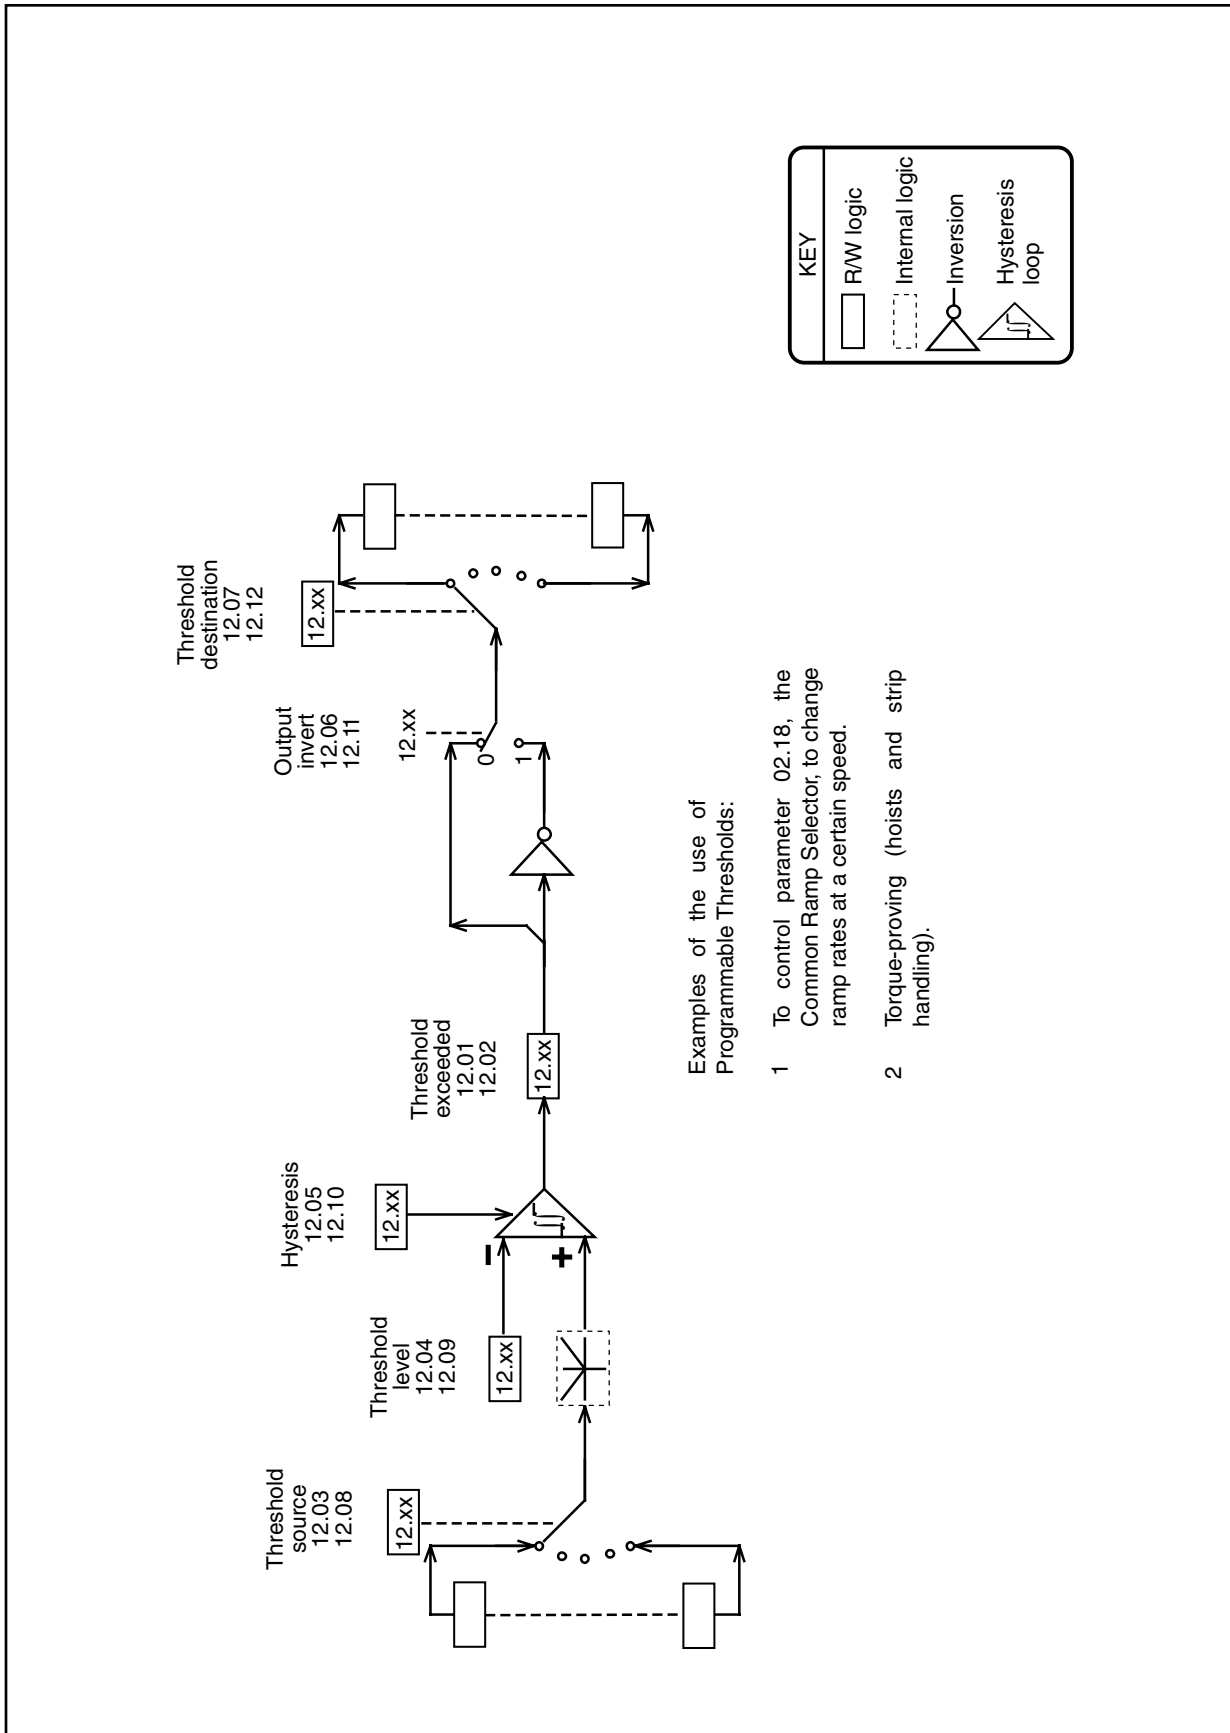 Threshold
source
12.03
12.08
12.xx
Threshold
level
12.04
12.09
12.xx
Hysteresis
12.05
12.10
12.xx
−
+
Threshold
exceeded
12.01
12.02
12.xx
Output
invert
12.06
12.11
12.xx
0
1
Threshold
destination
12.07
12.12
12.xx
Examples of the use of
Programmable Thresholds:
1 To control parameter 02.18, the
Common Ramp Selector, to change
ramp rates at a certain speed.
2 Torque-proving (hoists and strip
handling).
KEY
R/W logic
Internal logic
Inversion
Hysteresis
loop